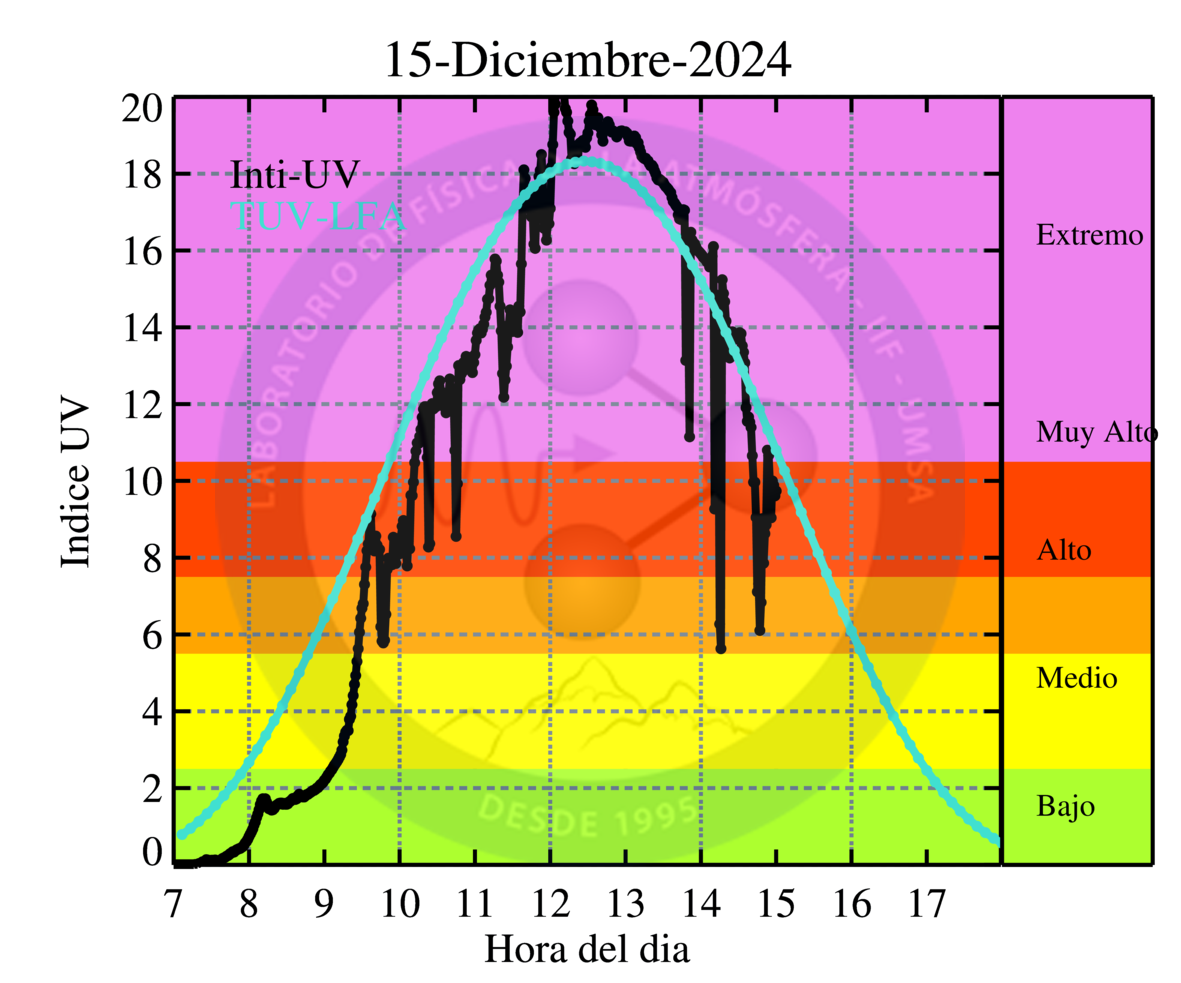 15-Diciembre-2024
Inti-UV
TUV-LFA
Indice UV
20
18
16
14
12
10
8
6
4
2
0
7 8 9 10 11 12 13 14 15 16 17
Hora del dia
Extremo
Muy Alto
Alto
Medio
Bajo
LABORATORIO DE FÍSICA DE LA ATMÓSFERA - IIF - UMSA
DESDE 1995